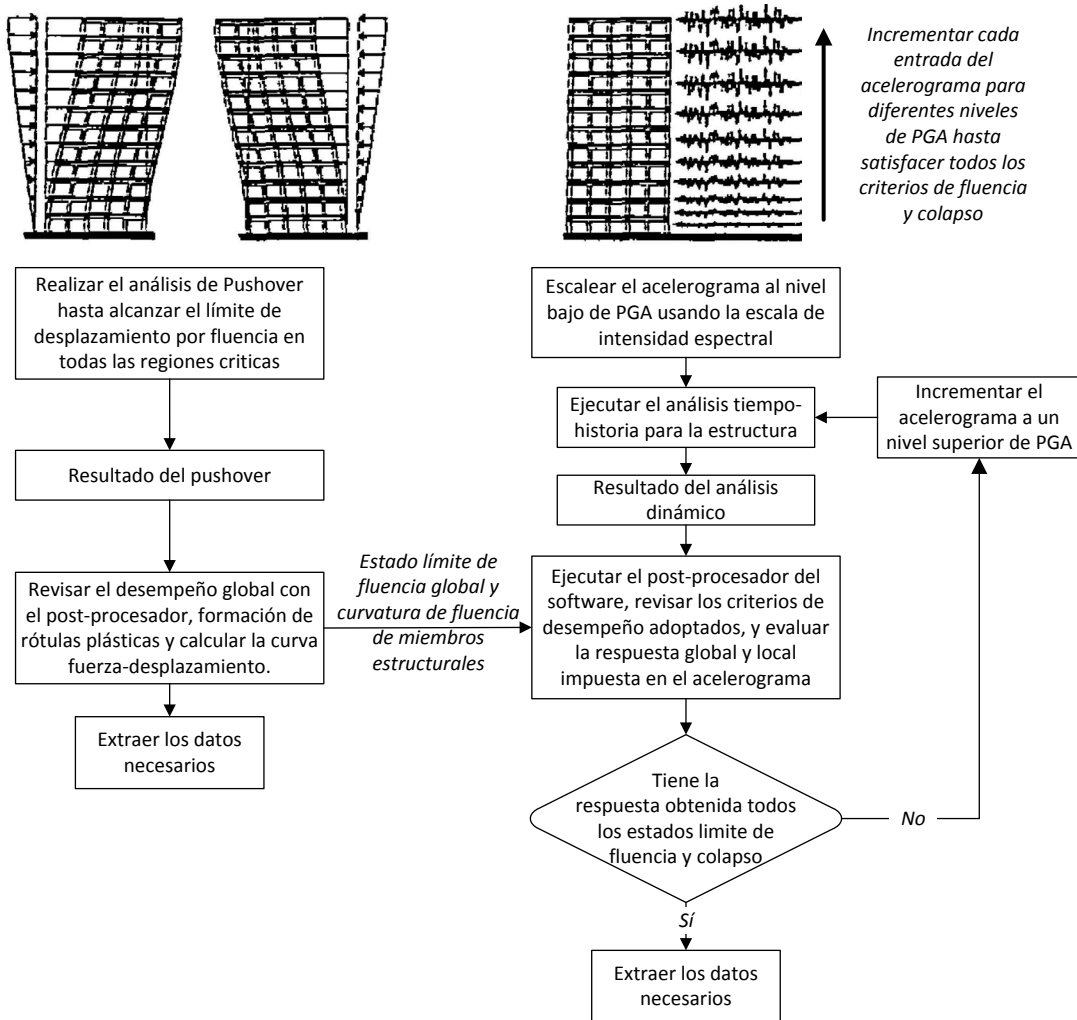 Incrementar cada
entrada del
acelerograma para
diferentes niveles
de PGA hasta
satisfacer todos los
criterios de fluencia
y colapso
Realizar el análisis de Pushover
hasta alcanzar el límite de
desplazamiento por fluencia en
todas las regiones criticas
Resultado del pushover
Revisar el desempeño global con
el post-procesador, formación de
rótulas plásticas y calcular la curva
fuerza-desplazamiento.
Extraer los datos
necesarios
Estado límite de
fluencia global y
curvatura de fluencia
de miembros
estructurales
Escalear el acelerograma al nivel
bajo de PGA usando la escala de
intensidad espectral
Ejecutar el análisis tiempo-
historia para la estructura
Incrementar el
acelerograma a un
nivel superior de PGA
Resultado del análisis
dinámico
Ejecutar el post-procesador del
software, revisar los criterios de
desempeño adoptados, y evaluar
la respuesta global y local
impuesta en el acelerograma
Tiene la
respuesta obtenida todos
los estados limite de
fluencia y colapso
No
Sí
Extraer los datos
necesarios